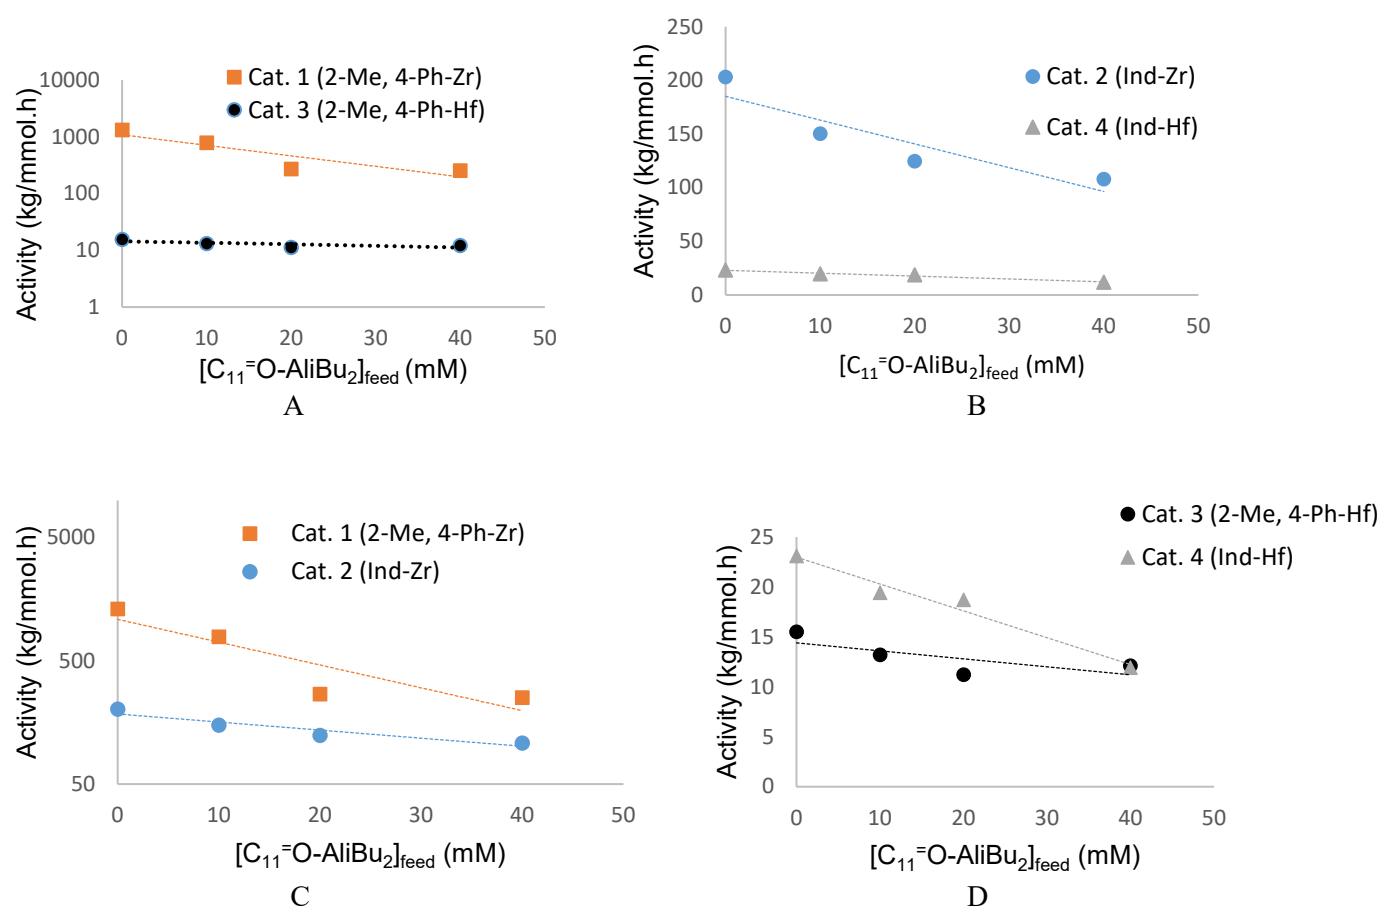 Cat. 1 (2-Me, 4-Ph-Zr)
Cat. 3 (2-Me, 4-Ph-Hf)
Activity (kg/mmol.h)
10000
1000
100
10
1
0 10 20 30 40 50
[C₁₁⁼O-AliBu₂]feed (mM)
A
Cat. 2 (Ind-Zr)
Cat. 4 (Ind-Hf)
Activity (kg/mmol.h)
250
200
150
100
50
0
0 10 20 30 40 50
[C₁₁⁼O-AliBu₂]feed (mM)
B
Cat. 1 (2-Me, 4-Ph-Zr)
Cat. 2 (Ind-Zr)
Activity (kg/mmol.h)
5000
500
50
0 10 20 30 40 50
[C₁₁⁼O-AliBu₂]feed (mM)
C
Cat. 3 (2-Me, 4-Ph-Hf)
Cat. 4 (Ind-Hf)
Activity (kg/mmol.h)
25
20
15
10
5
0
0 10 20 30 40 50
[C₁₁⁼O-AliBu₂]feed (mM)
D